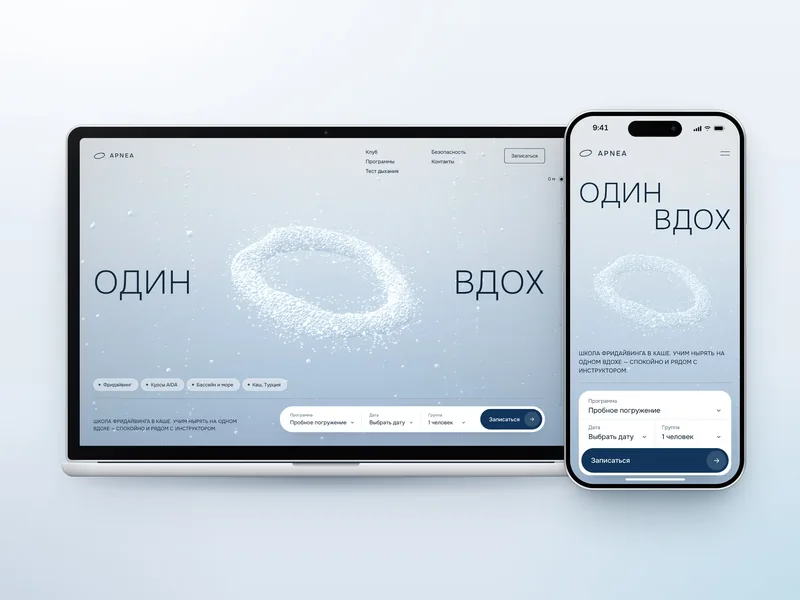 APNEA
Клуб
Программы
Тест дыхания
Безопасность
Контакты
Записаться
0 м
ОДИН
ВДОХ
Фридайвинг
Курсы AIDA
Бассейн и море
Каш, Турция
ШКОЛА ФРИДАЙВИНГА В КАШЕ. УЧИМ НЫРЯТЬ НА ОДНОМ
ВДОХЕ — СПОКОЙНО И РЯДОМ С ИНСТРУКТОРОМ.
Программа
Пробное погружение
Дата
Выбрать дату
Группа
1 человек
Записаться
9:41
APNEA
ОДИН
ВДОХ
ШКОЛА ФРИДАЙВИНГА В КАШЕ. УЧИМ НЫРЯТЬ НА
ОДНОМ ВДОХЕ — СПОКОЙНО И РЯДОМ С
ИНСТРУКТОРОМ.
Программа
Пробное погружение
Дата
Выбрать дату
Группа
1 человек
Записаться